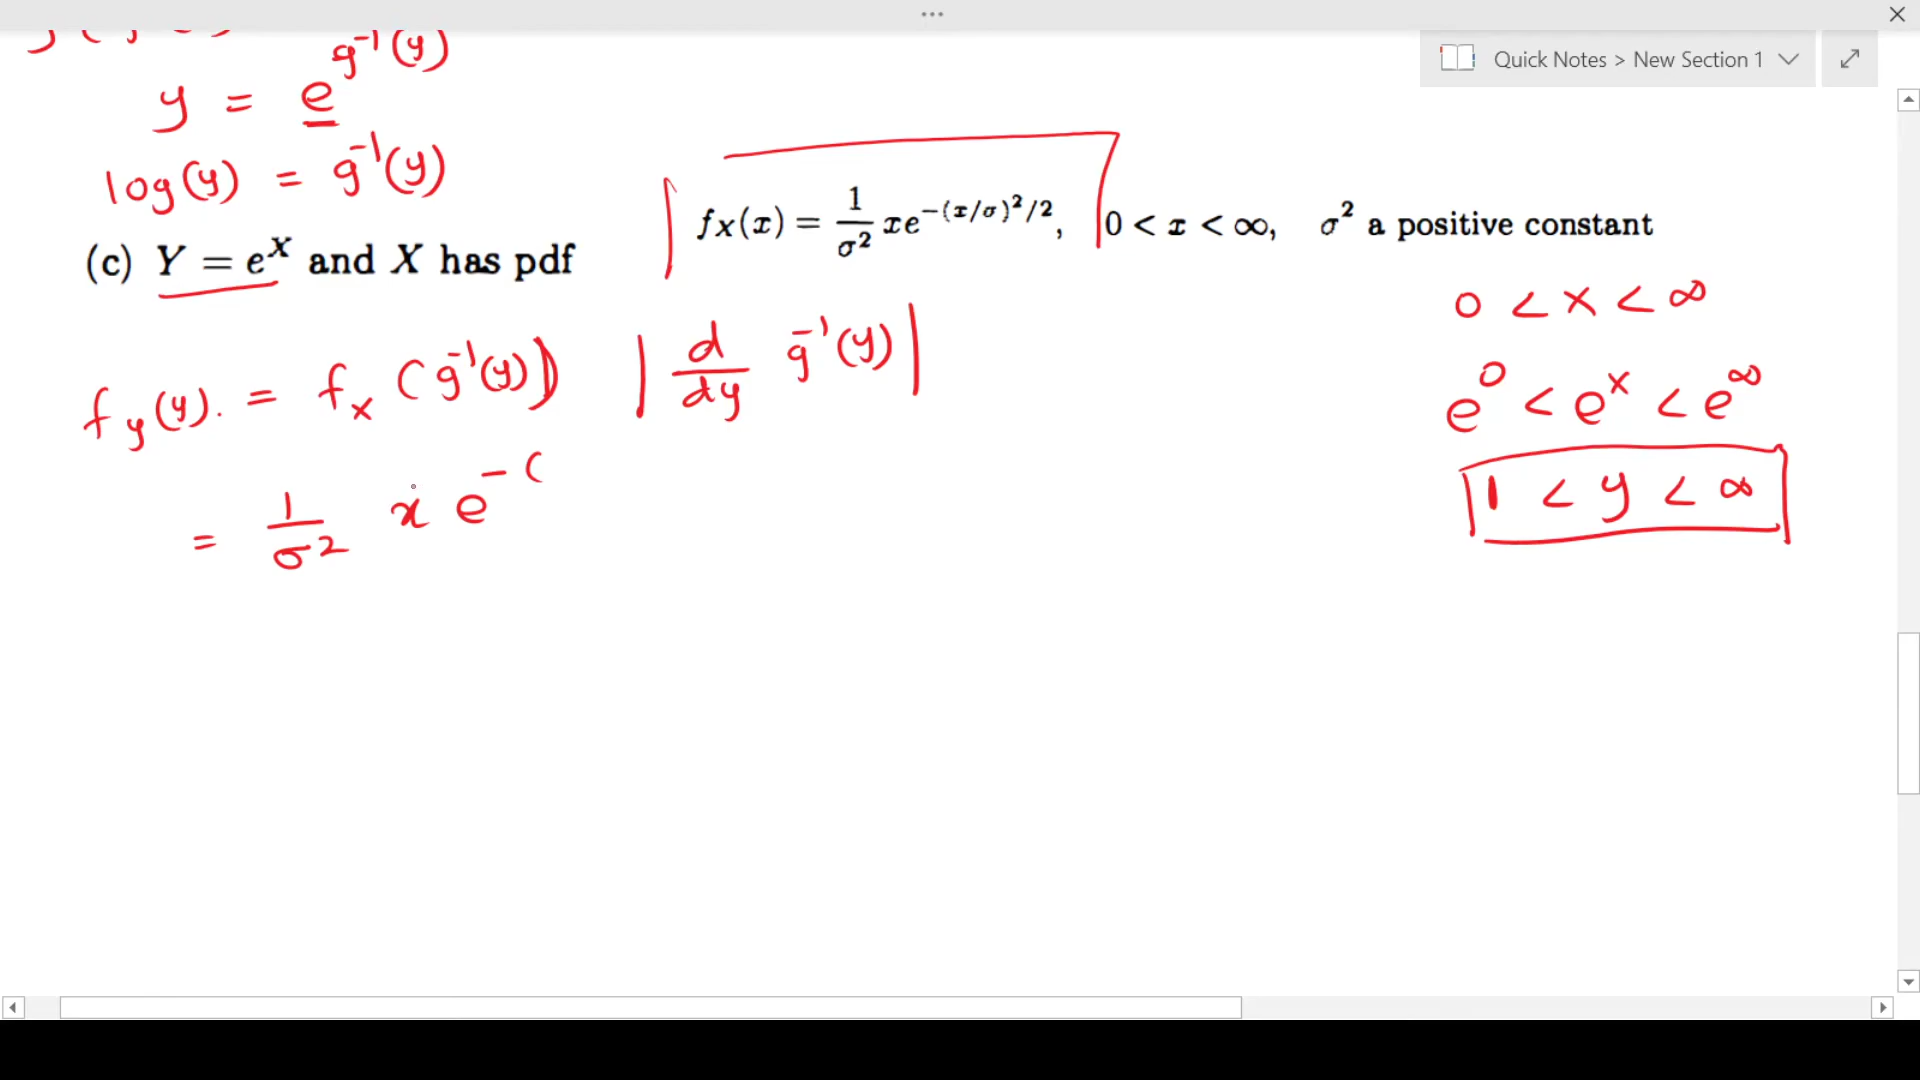 Quick Notes > New Section 1
y = e^{g^{-1}(y)}
log(y) = g^{-1}(y)
f_X(x) = \frac{1}{σ^2} xe^{-(x/σ)^2/2}, 0 < x < ∞, σ^2 a positive constant
(c) Y = e^X and X has pdf
0 < x < ∞
f_y(y). = f_x (g^{-1}(y)) | \frac{d}{dy} g^{-1}(y) |
e^0 < e^x < e^∞
1 < y < ∞
= \frac{1}{σ^2} x e^{-(}